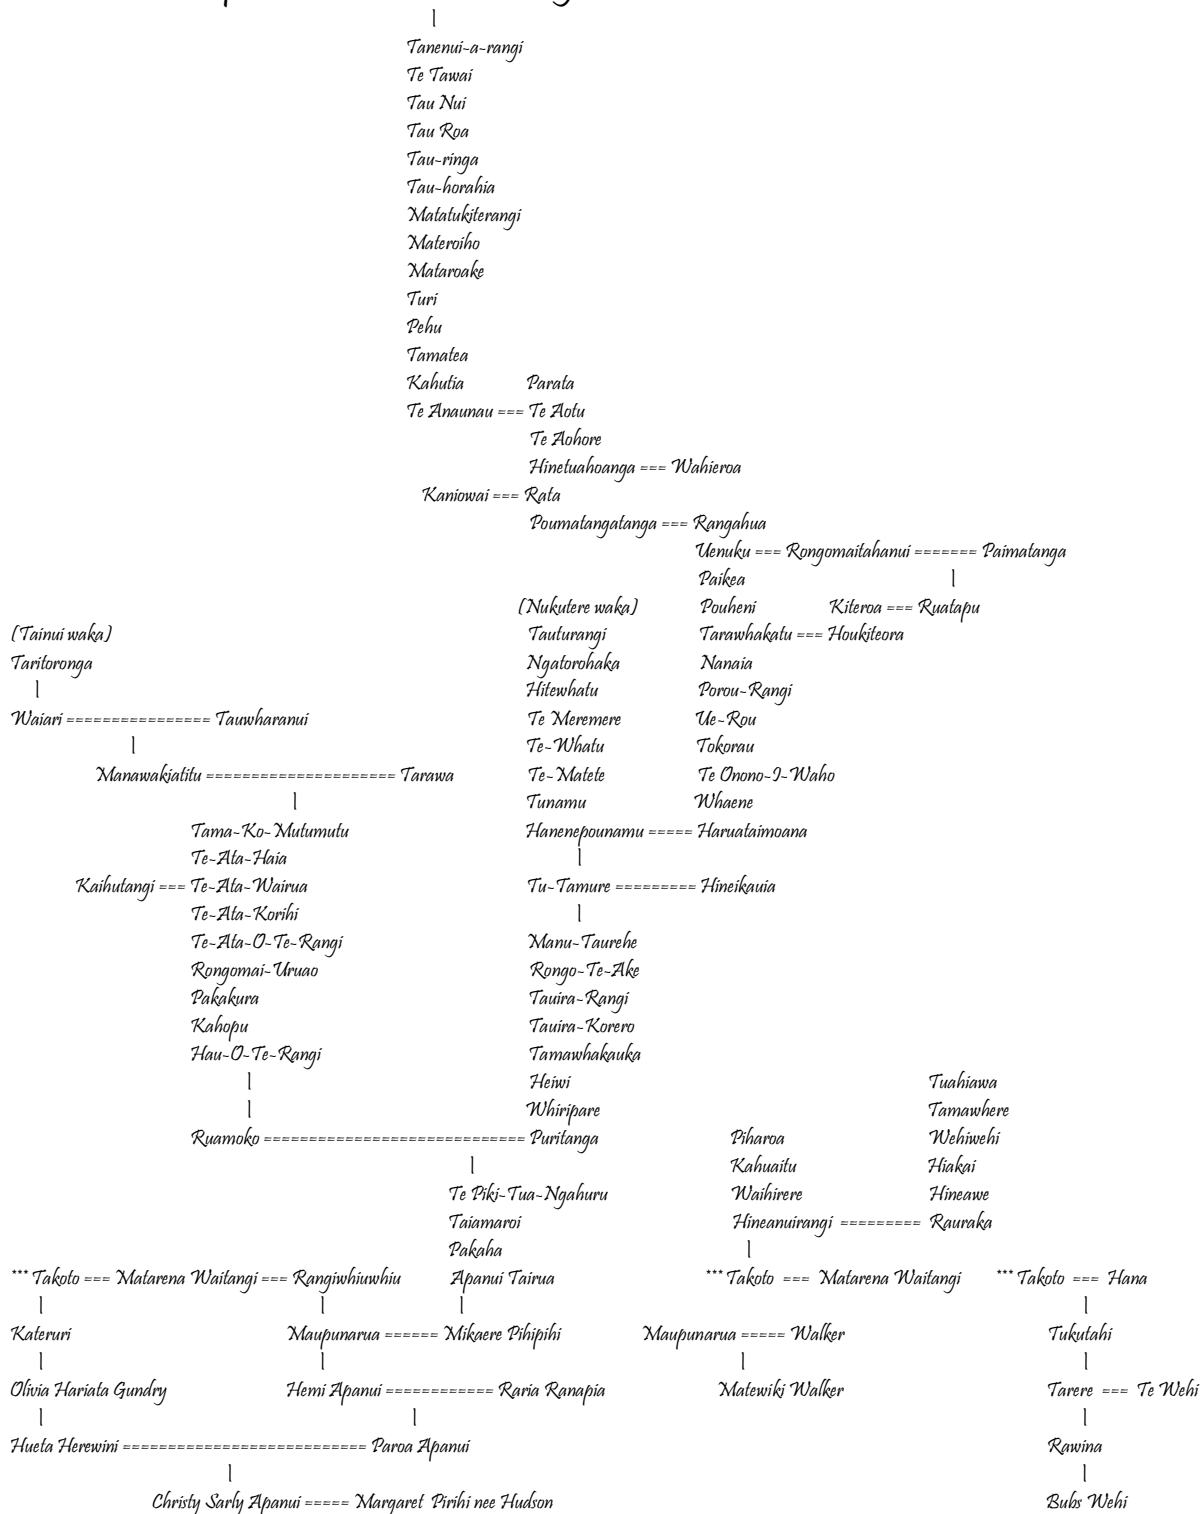 |
Tanenui-a-rangi
Te Tawai
Tau Nui
Tau Roa
Tau-ringa
Tau-horahia
Matatukiterangi
Materoiho
Mataroake
Turi
Pehu
Tamatea
Kahutia Parata
Te Anaunau === Te Aotu
Te Aohore
Hinetuahoanga === Wahieroa
Kaniowai === Rata
Poumatangatanga === Rangahua
Uenuku === Rongomaitahanui ======= Paimatanga
Paikea |
(Nukutere waka) Pouheni Kiteroa === Ruatapu
(Tainui waka) Tauturangi Tarawhakatu === Houkiteora
Taritoronga Ngatorohaka Nanaia
| Hitewhatu Porou-Rangi
Waiari ================ Tauwharanui Te Meremere Ue-Rou
| Te-Whatu Tokorau
Manawakiatitu ===================== Tarawa Te-Matete Te Onono-I-Waho
| Tunamu Whaene
Tama-Ko-Mutumutu Hanenepounamu ===== Haruataimoana
Te-Ata-Haia |
Kaihutangi === Te-Ata-Wairua Tu-Tamure ========= Hineikauia
Te-Ata-Korihi |
Te-Ata-O-Te-Rangi Manu-Taurehe
Rongomai-Uruao Rongo-Te-Ake
Pakakura Tauira-Rangi
Kahopu Tauira-Korero
Hau-O-Te-Rangi Tamawhakauka
| Heiwi Tuahiawa
| Whiripare Tamawhere
Ruamoko ============================= Puritanga Piharoa Wehiwehi
| Kahuaitu Hiakai
Te Piki-Tua-Ngahuru Waihirere Hineawe
Taiamaroi Hineanuirangi ========= Rauraka
Pakaha |
*** Takoto === Matarena Waitangi === Rangiwhiuwhiu Apanui Tairua *** Takoto === Matarena Waitangi *** Takoto === Hana
| | | |
Kateruri Maupunarua ====== Mikaere Pihipihi Maupunarua ===== Walker Tukutahi
| | | |
Olivia Hariata Gundry Hemi Apanui ============ Raria Ranapia Matewiki Walker Tarere === Te Wehi
| | |
Hueta Herewini =========================== Paroa Apanui Rawina
| |
Christy Sarly Apanui ===== Margaret Pirihi nee Hudson Bubs Wehi